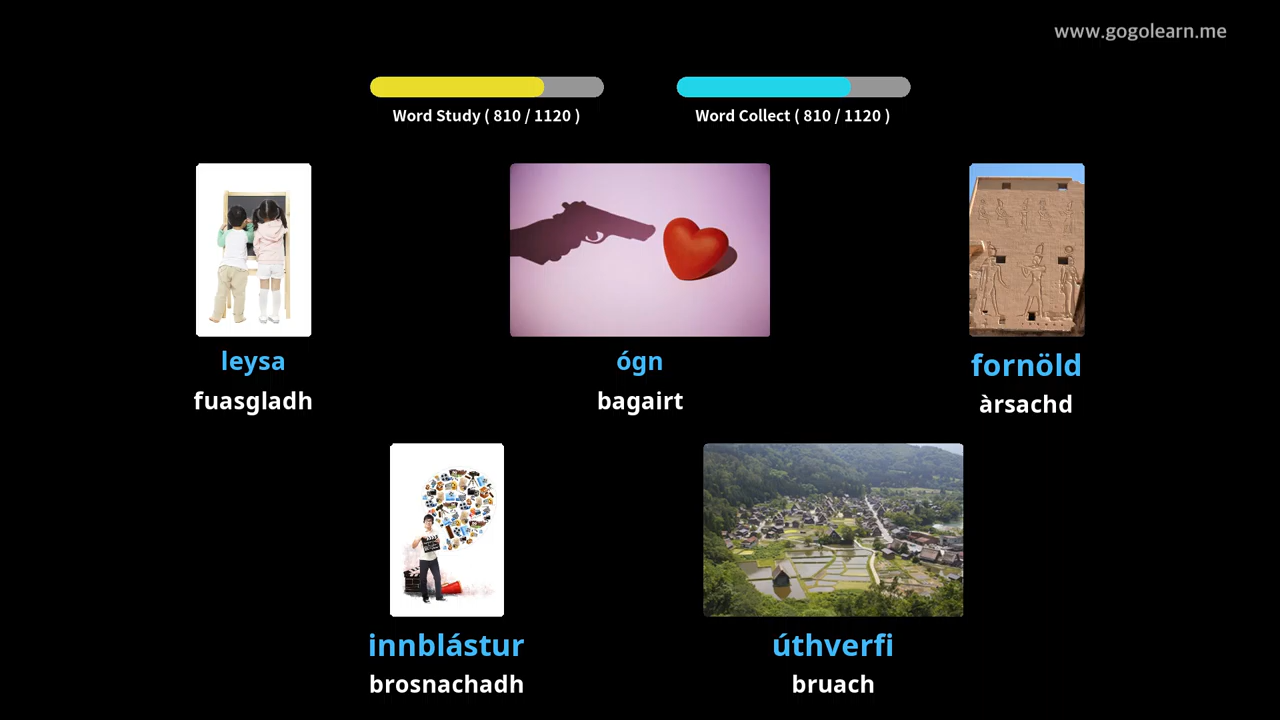 www.gogolearn.me
Word Study ( 810 / 1120 )
Word Collect ( 810 / 1120 )
leysa
fuasgladh
ógn
bagairt
fornöld
àrsachd
innblástur
brosnachadh
úthverfi
bruach